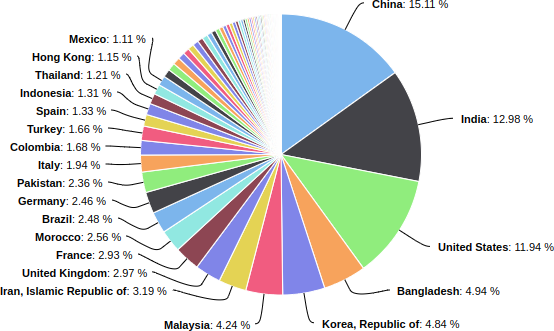 China: 15.11 %
India: 12.98 %
United States: 11.94 %
Bangladesh: 4.94 %
Korea, Republic of: 4.84 %
Malaysia: 4.24 %
Iran, Islamic Republic of: 3.19 %
United Kingdom: 2.97 %
France: 2.93 %
Morocco: 2.56 %
Brazil: 2.48 %
Germany: 2.46 %
Pakistan: 2.36 %
Italy: 1.94 %
Colombia: 1.68 %
Turkey: 1.66 %
Spain: 1.33 %
Indonesia: 1.31 %
Thailand: 1.21 %
Hong Kong: 1.15 %
Mexico: 1.11 %